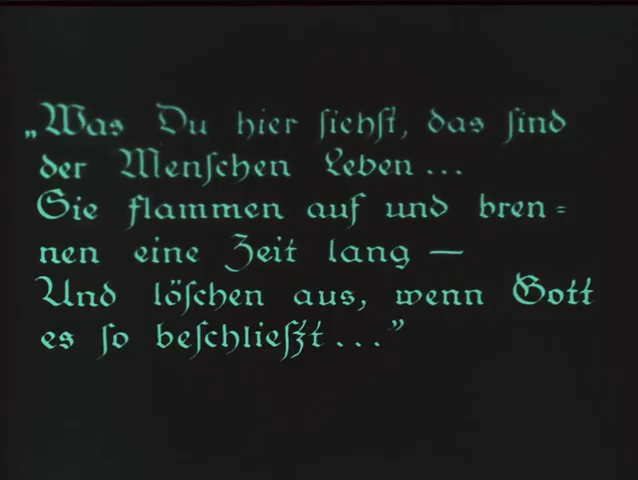 „Was Du hier siehst, das sind
der Menschen Leben...
Sie flammen auf und bren=
nen eine Zeit lang —
Und löschen aus, wenn Gott
es so beschließt..."